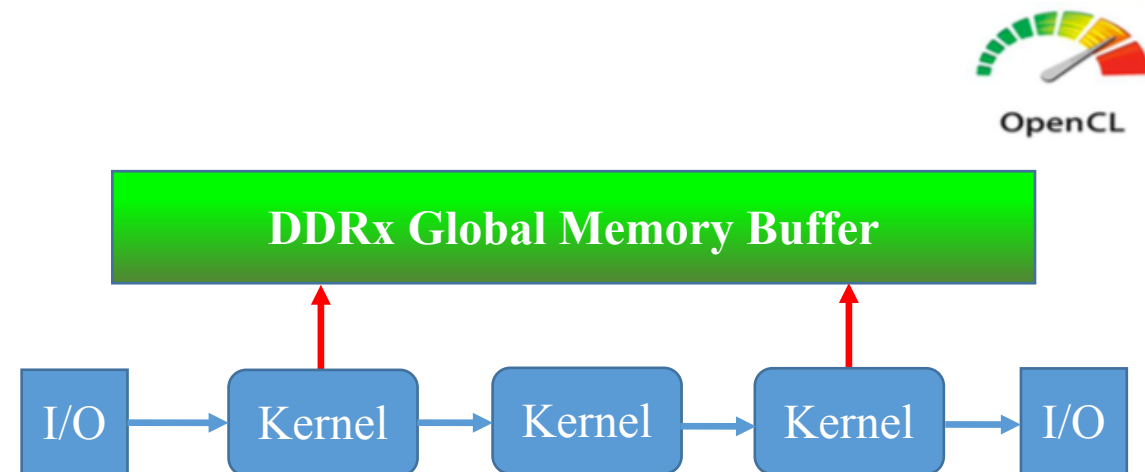 OpenCL
DDRx Global Memory Buffer
I/O
Kernel
Kernel
Kernel
I/O